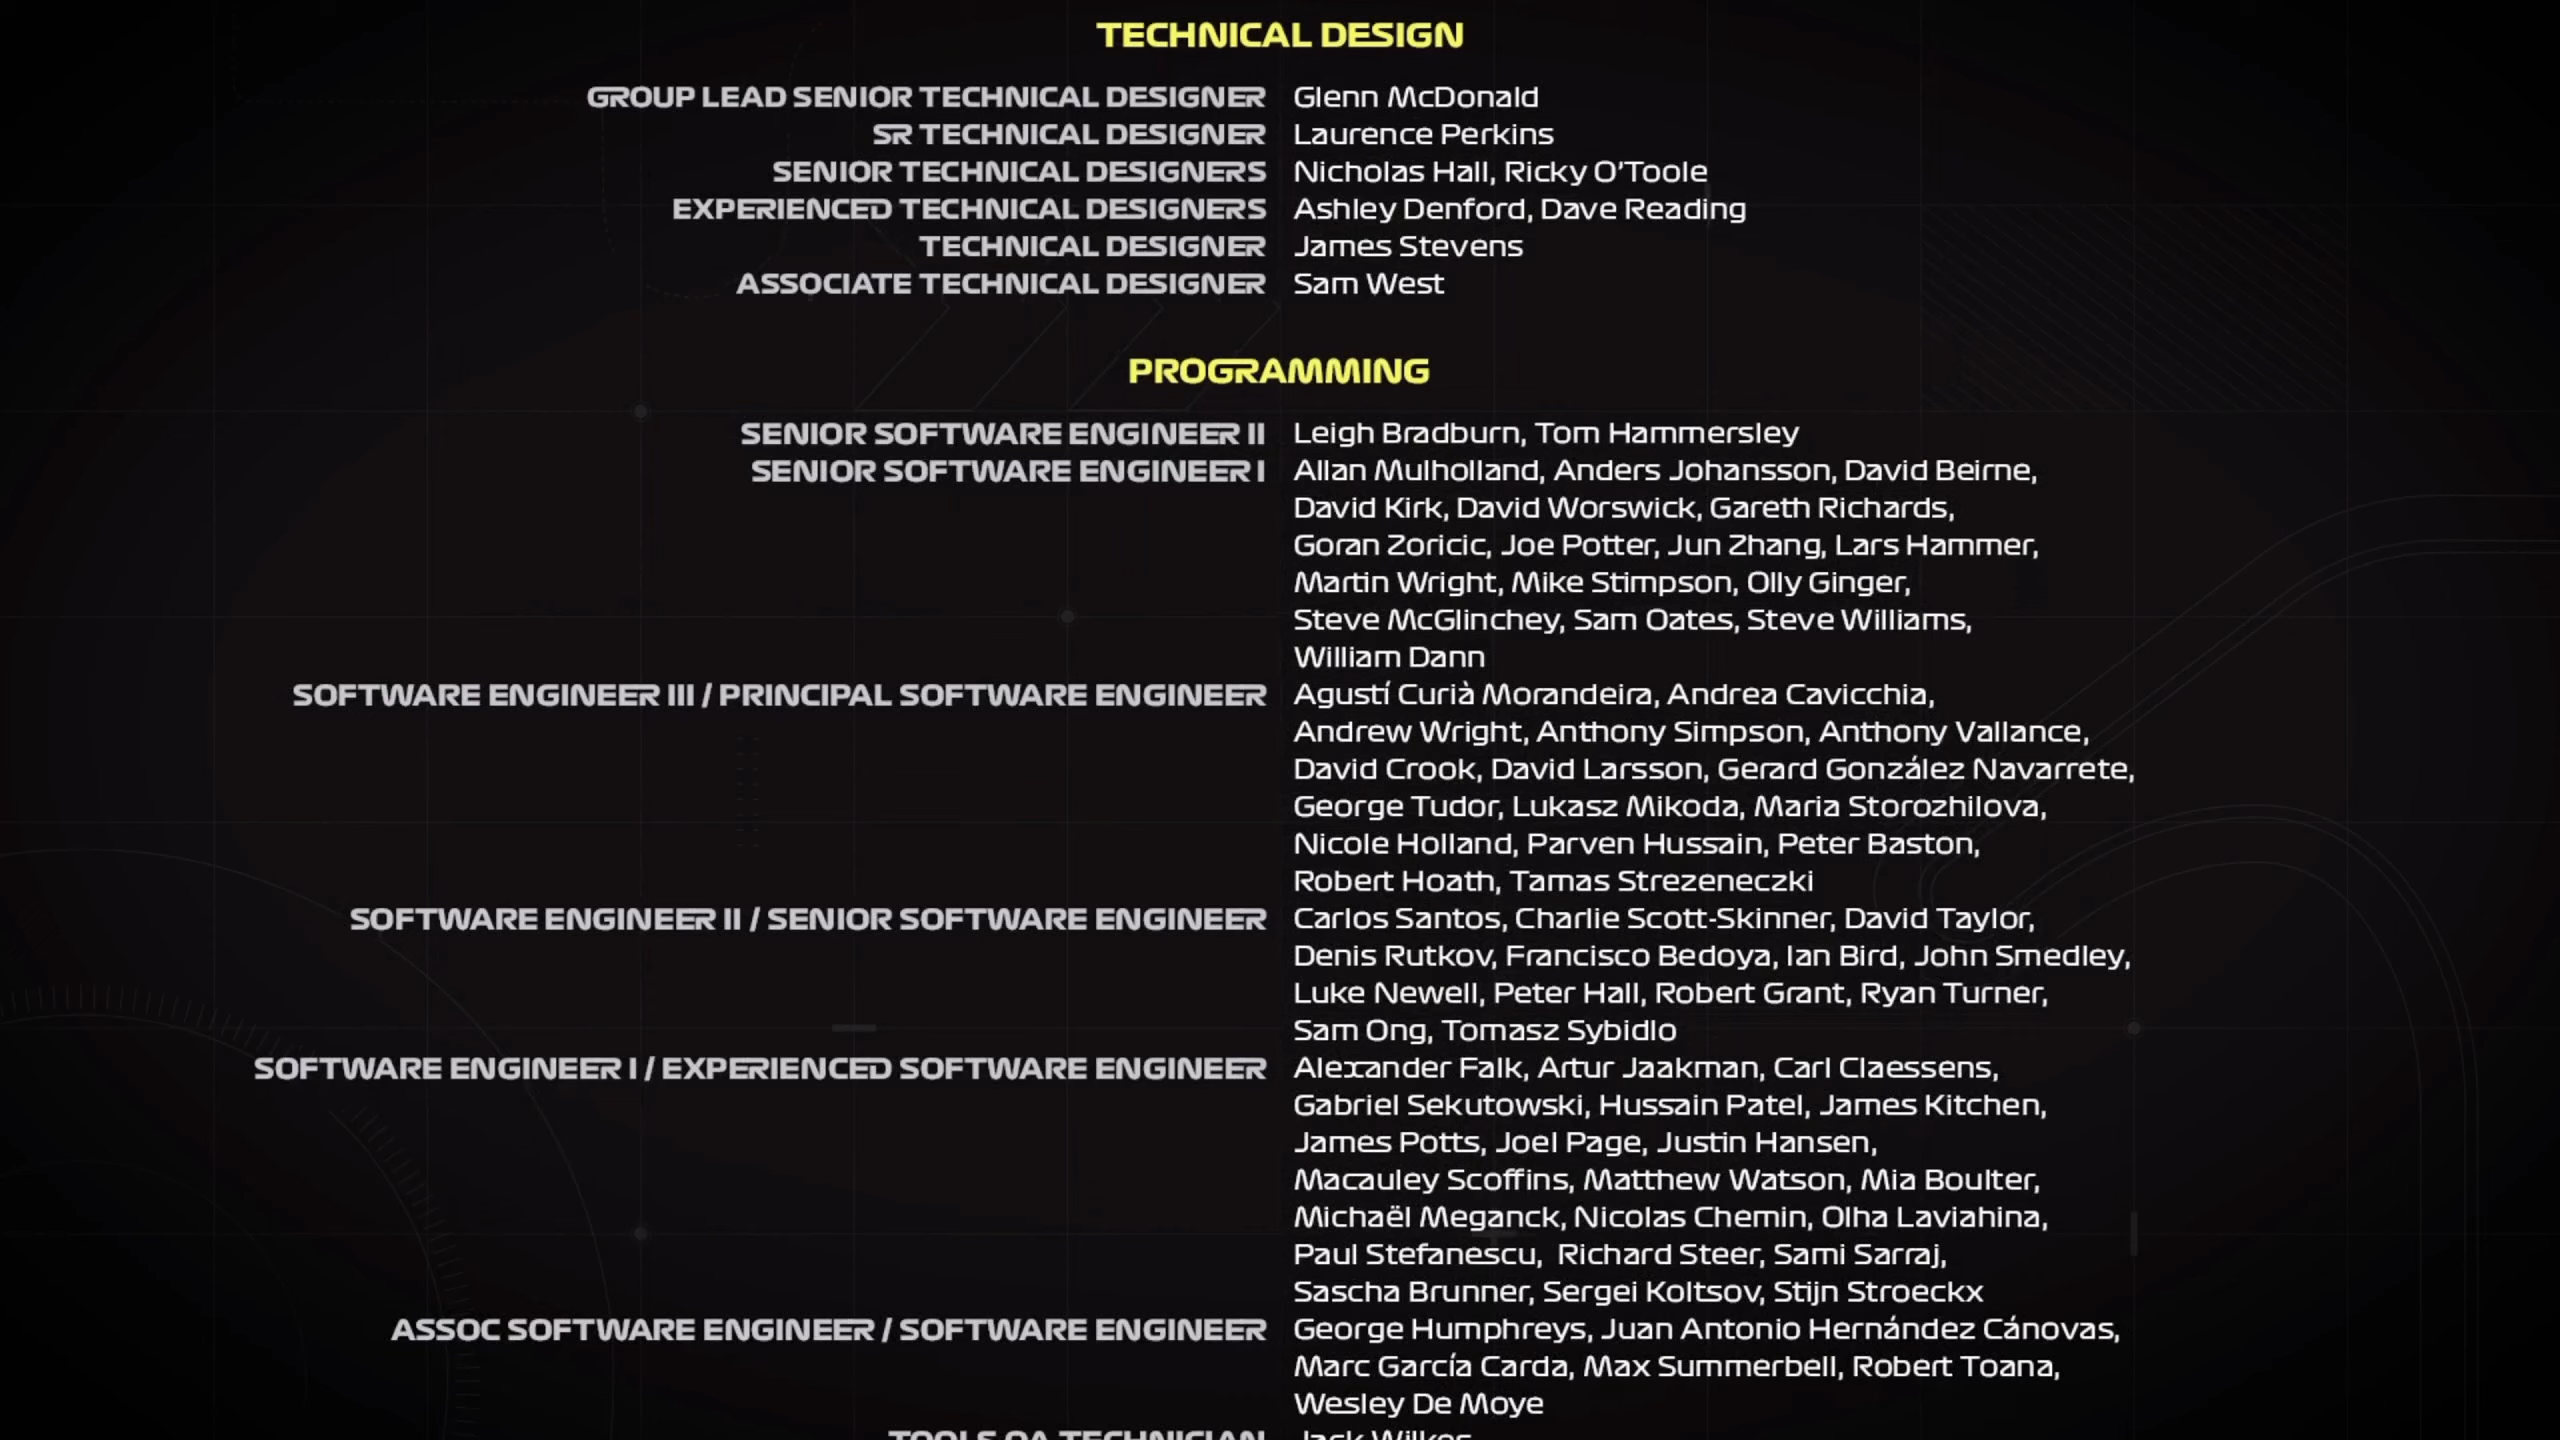 TECHNICAL DESIGN
GROUP LEAD SENIOR TECHNICAL DESIGNER Glenn McDonald
SR TECHNICAL DESIGNER Laurence Perkins
SENIOR TECHNICAL DESIGNERS Nicholas Hall, Ricky O’Toole
EXPERIENCED TECHNICAL DESIGNERS Ashley Denford, Dave Reading
TECHNICAL DESIGNER James Stevens
ASSOCIATE TECHNICAL DESIGNER Sam West
PROGRAMMING
SENIOR SOFTWARE ENGINEER II Leigh Bradburn, Tom Hammersley
SENIOR SOFTWARE ENGINEER I Allan Mulholland, Anders Johansson, David Beirne,
David Kirk, David Worswick, Gareth Richards,
Goran Zoricic, Joe Potter, Jun Zhang, Lars Hammer,
Martin Wright, Mike Stimpson, Olly Ginger,
Steve McGlinchey, Sam Oates, Steve Williams,
William Dann
SOFTWARE ENGINEER III / PRINCIPAL SOFTWARE ENGINEER Agustí Curià Morandeira, Andrea Cavicchia,
Andrew Wright, Anthony Simpson, Anthony Vallance,
David Crook, David Larsson, Gerard González Navarrete,
George Tudor, Lukasz Mikoda, Maria Storozhilova,
Nicole Holland, Parven Hussain, Peter Baston,
Robert Hoath, Tamas Strezeneczki
SOFTWARE ENGINEER II / SENIOR SOFTWARE ENGINEER Carlos Santos, Charlie Scott-Skinner, David Taylor,
Denis Rutkov, Francisco Bedoya, Ian Bird, John Smedley,
Luke Newell, Peter Hall, Robert Grant, Ryan Turner,
Sam Ong, Tomasz Sybidlo
SOFTWARE ENGINEER I / EXPERIENCED SOFTWARE ENGINEER Alexander Falk, Artur Jaakman, Carl Claessens,
Gabriel Sekutowski, Hussain Patel, James Kitchen,
James Potts, Joel Page, Justin Hansen,
Macauley Scoffins, Matthew Watson, Mia Boulter,
Michaël Meganck, Nicolas Chemin, Olha Laviahina,
Paul Stefanescu, Richard Steer, Sami Sarraj,
Sascha Brunner, Sergei Koltsov, Stijn Stroeckx
ASSOC SOFTWARE ENGINEER / SOFTWARE ENGINEER George Humphreys, Juan Antonio Hernández Cánovas,
Marc García Carda, Max Summerbell, Robert Toana,
Wesley De Moye
TOOLS QA TECHNICIAN Jack